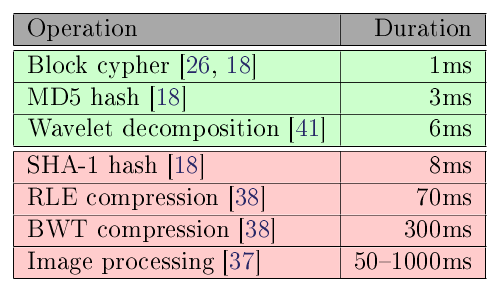 Operation Duration
Block cypher [26, 18] 1ms
MD5 hash [18] 3ms
Wavelet decomposition [41] 6ms
SHA-1 hash [18] 8ms
RLE compression [38] 70ms
BWT compression [38] 300ms
Image processing [37] 50–1000ms